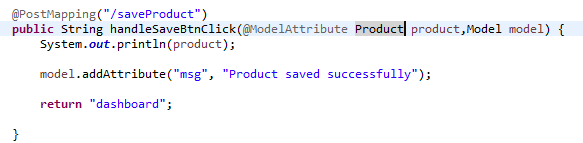 @PostMapping("/saveProduct")
public String handleSaveBtnClick(@ModelAttribute Product product,Model model) {
System.out.println(product);
model.addAttribute("msg", "Product saved successfully");
return "dashboard";
}